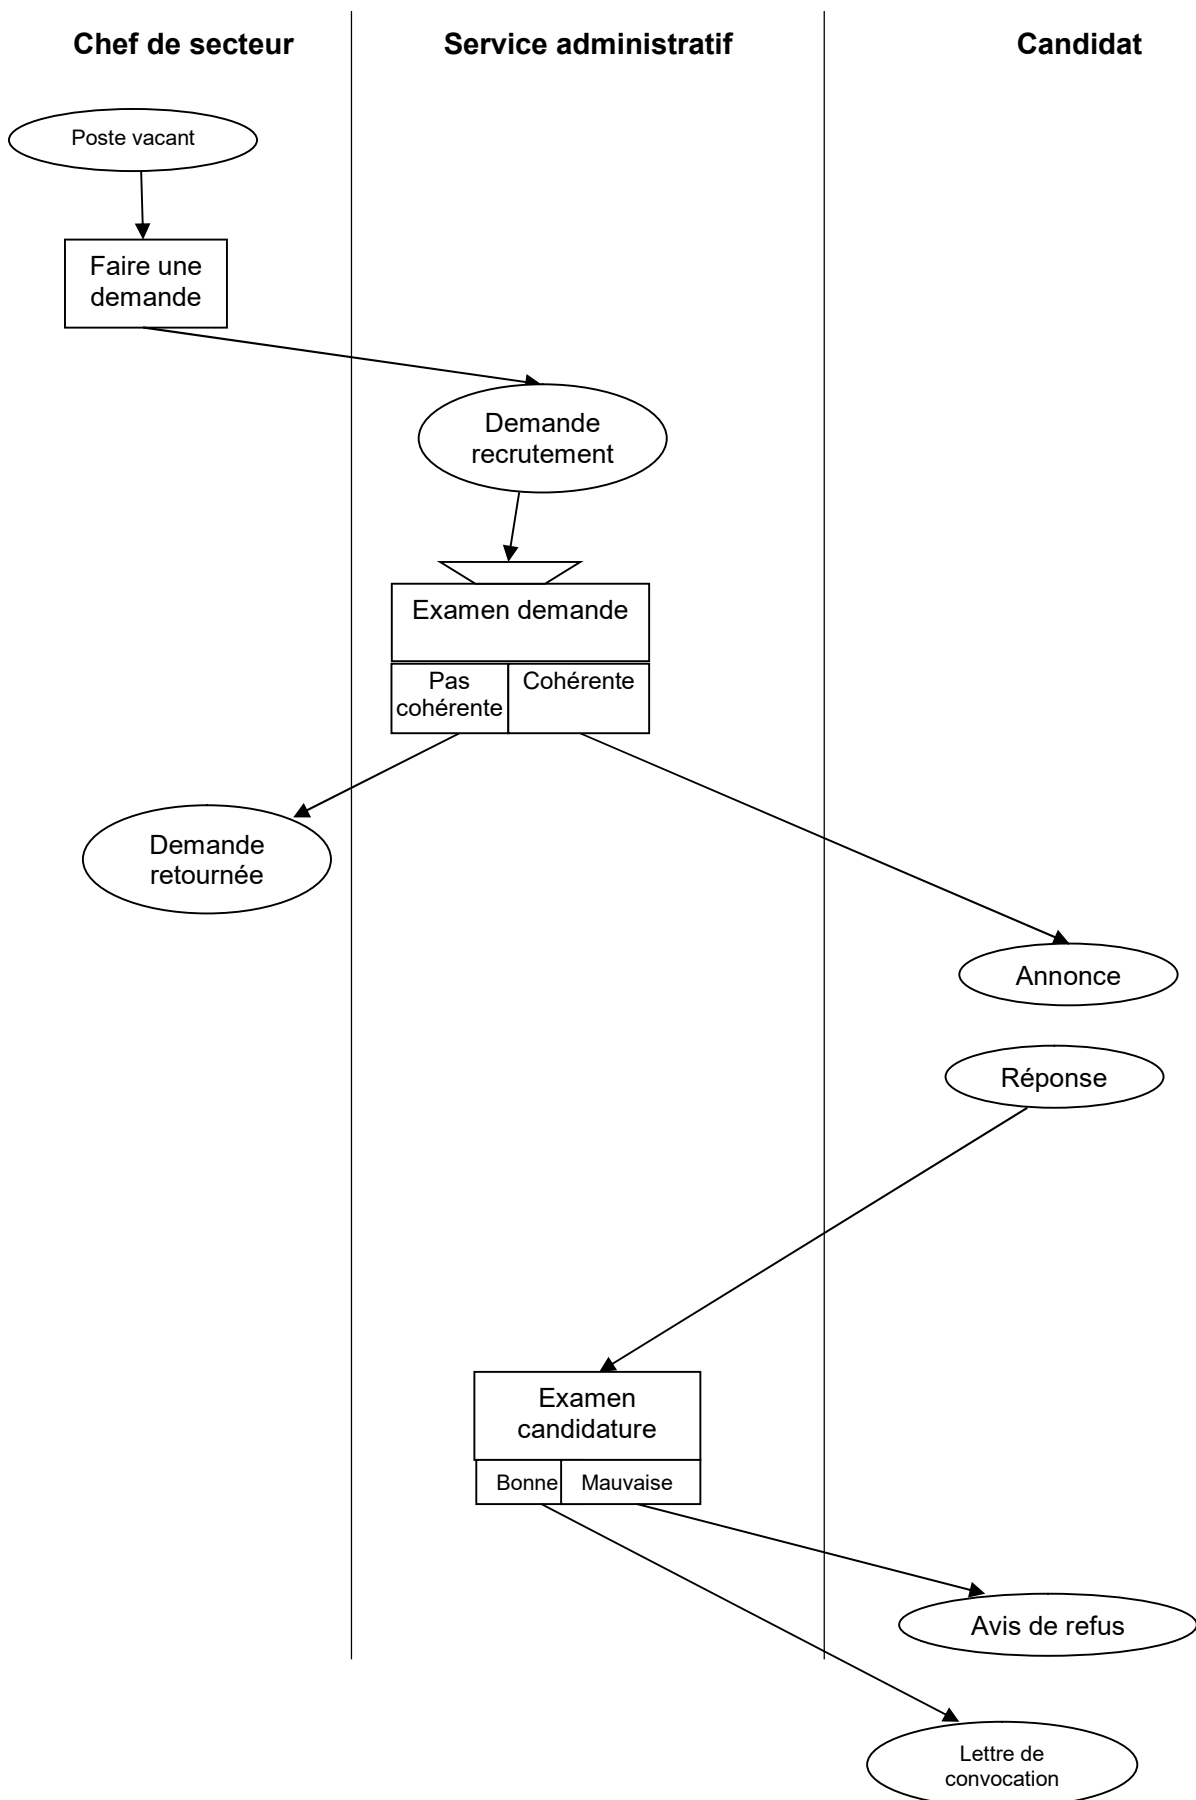 Chef de secteur
Service administratif
Candidat
Poste vacant
Faire une
demande
Demande
recrutement
Examen demande
Pas
cohérente
Cohérente
Demande
retournée
Annonce
Réponse
Examen
candidature
Bonne
Mauvaise
Avis de refus
Lettre de
convocation